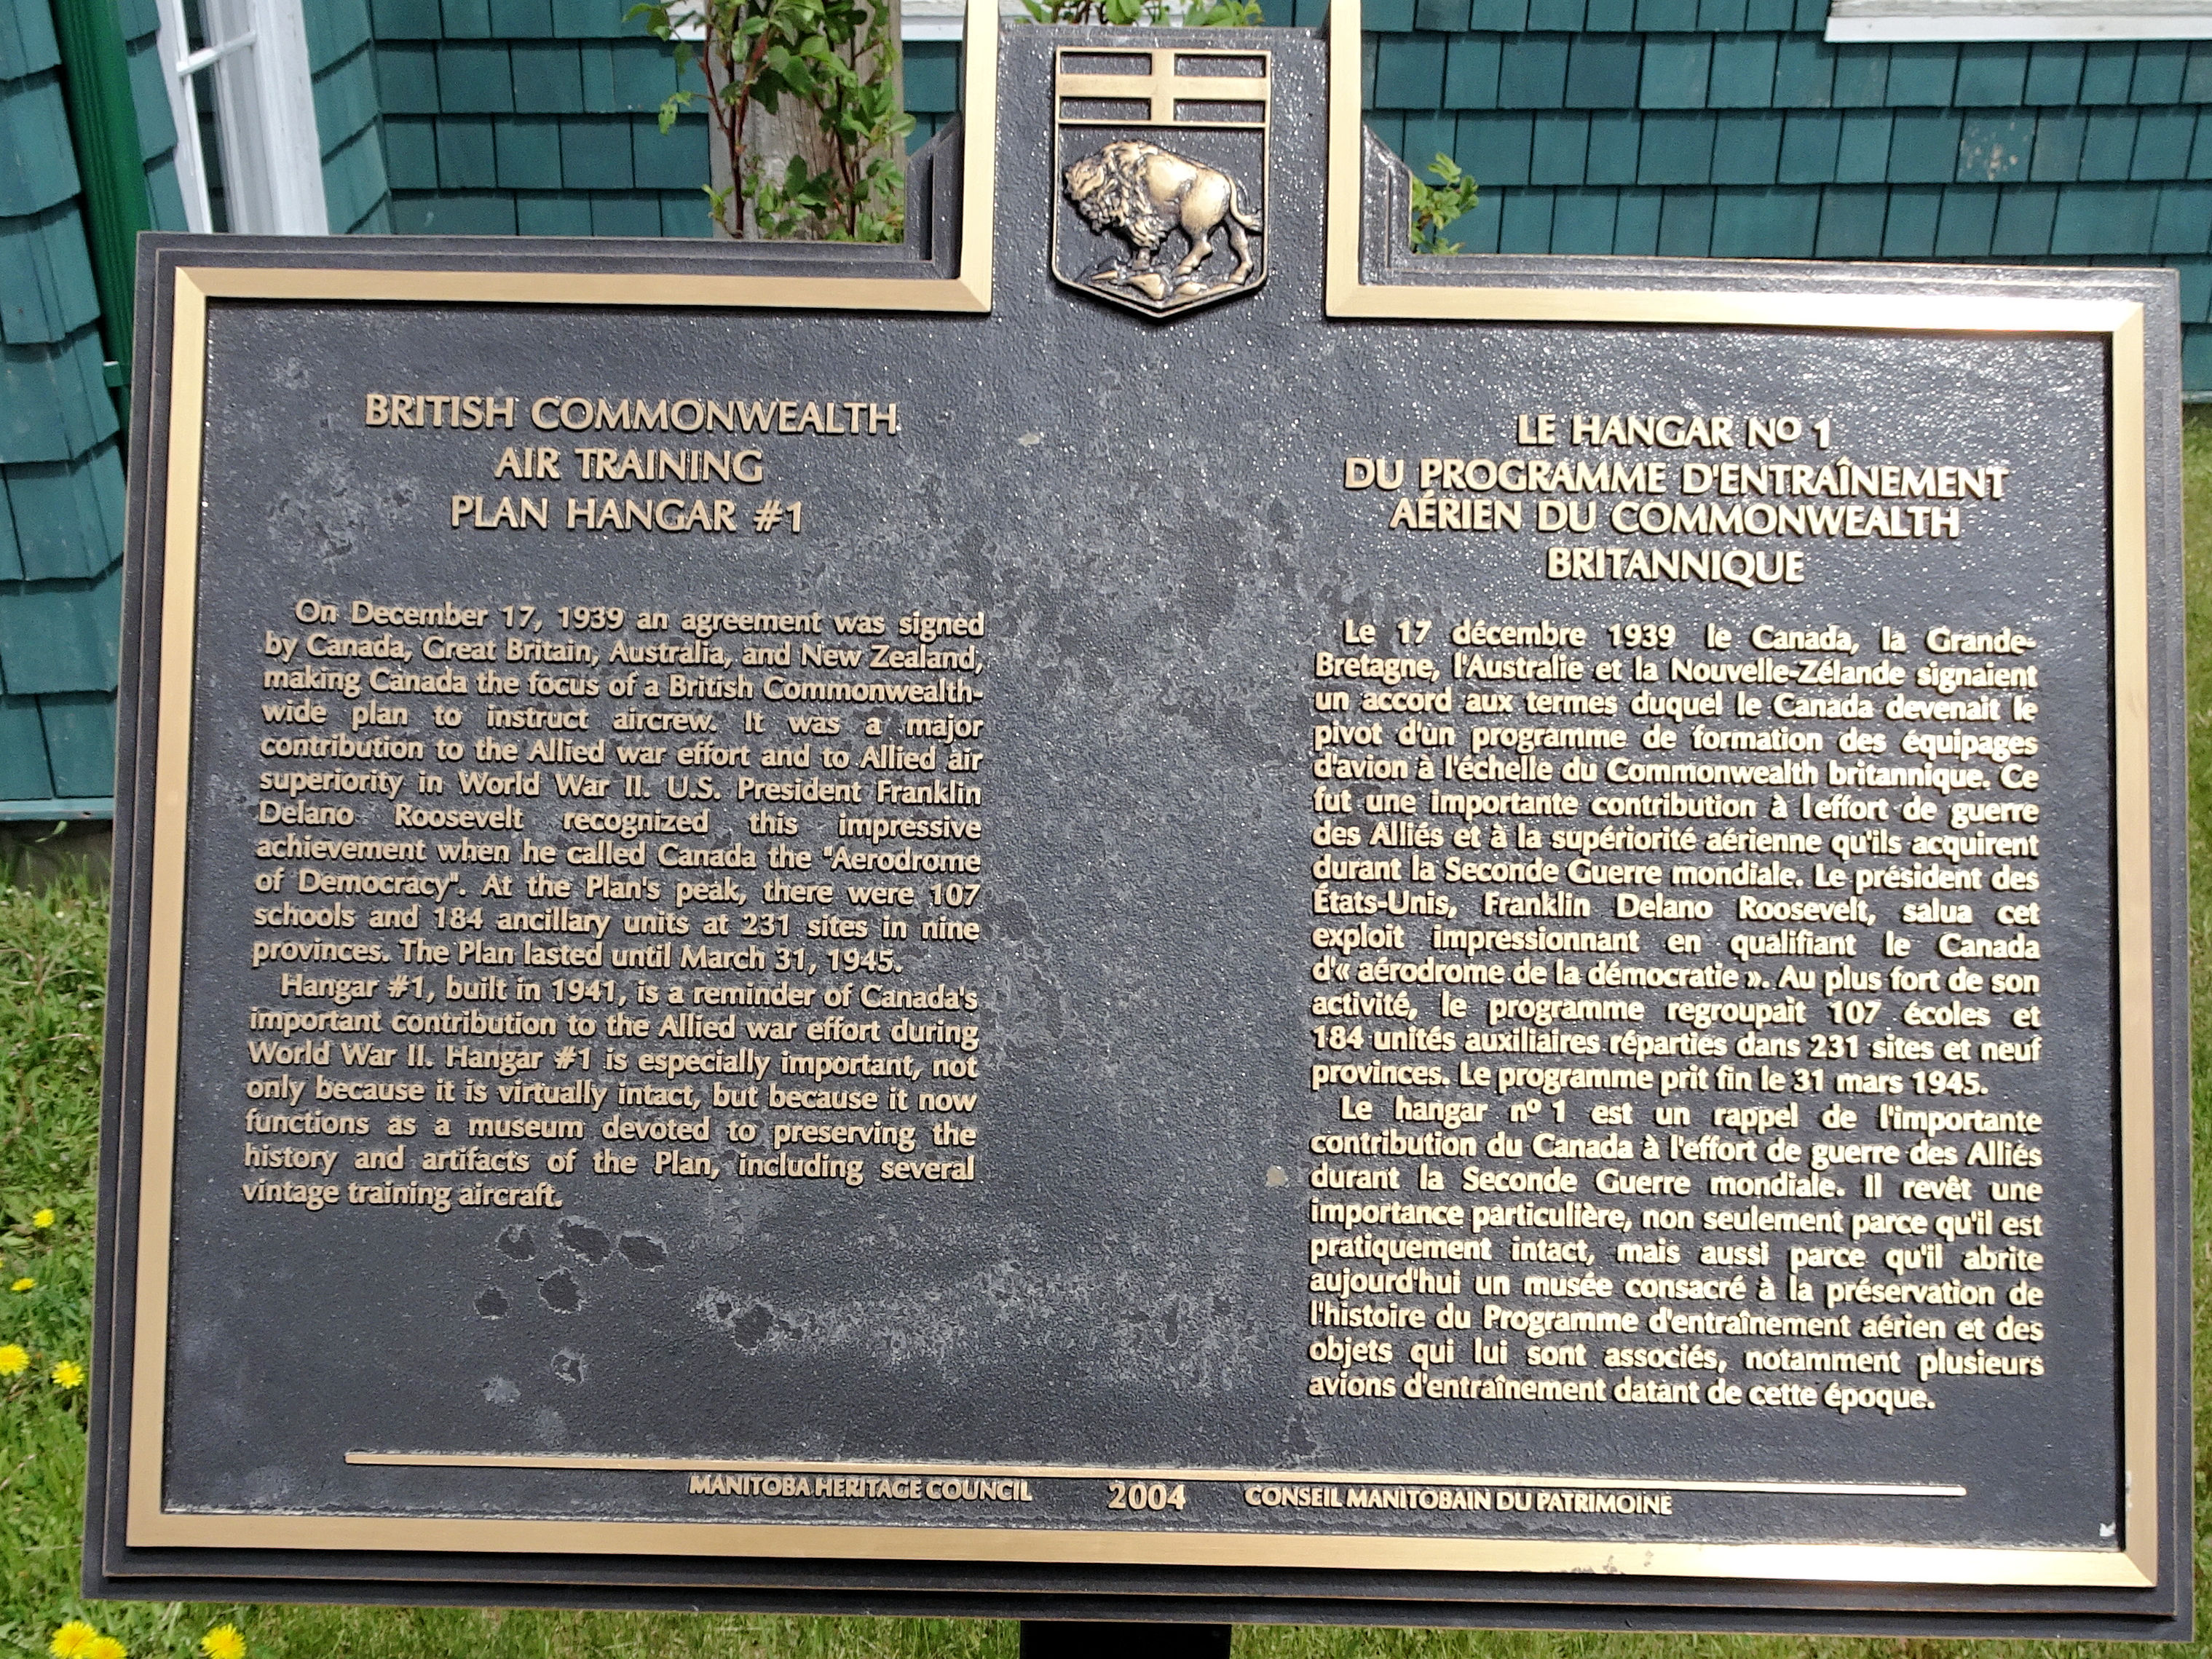 BRITISH COMMONWEALTH
AIR TRAINING
PLAN HANGAR #1
On December 17, 1939 an agreement was signed
by Canada, Great Britain, Australia, and New Zealand,
making Canada the focus of a British Commonwealth-
wide plan to instruct aircrew. It was a major
contribution to the Allied war effort and to Allied air
superiority in World War II. U.S. President Franklin
Delano Roosevelt recognized this impressive
achievement when he called Canada the "Aerodrome
of Democracy". At the Plan's peak, there were 107
schools and 184 ancillary units at 231 sites in nine
provinces. The Plan lasted until March 31, 1945.
Hangar #1, built in 1941, is a reminder of Canada's
important contribution to the Allied war effort during
World War II. Hangar #1 is especially important, not
only because it is virtually intact, but because it now
functions as a museum devoted to preserving the
history and artifacts of the Plan, including several
vintage training aircraft.
LE HANGAR Nº 1
DU PROGRAMME D'ENTRAÎNEMENT
AÉRIEN DU COMMONWEALTH
BRITANNIQUE
Le 17 décembre 1939 le Canada, la Grande-
Bretagne, l'Australie et la Nouvelle-Zélande signaient
un accord aux termes duquel le Canada devenait le
pivot d'un programme de formation des équipages
d'avion à l'échelle du Commonwealth britannique. Ce
fut une importante contribution à l'effort de guerre
des Alliés et à la supériorité aérienne qu'ils acquirent
durant la Seconde Guerre mondiale. Le président des
États-Unis, Franklin Delano Roosevelt, salua cet
exploit impressionnant en qualifiant le Canada
d'« aérodrome de la démocratie ». Au plus fort de son
activité, le programme regroupait 107 écoles et
184 unités auxiliaires réparties dans 231 sites et neuf
provinces. Le programme prit fin le 31 mars 1945.
Le hangar nº 1 est un rappel de l'importante
contribution du Canada à l'effort de guerre des Alliés
durant la Seconde Guerre mondiale. Il revêt une
importance particulière, non seulement parce qu'il est
pratiquement intact, mais aussi parce qu'il abrite
aujourd'hui un musée consacré à la préservation de
l'histoire du Programme d'entraînement aérien et des
objets qui lui sont associés, notamment plusieurs
avions d'entraînement datant de cette époque.
MANITOBA HERITAGE COUNCIL 2004 CONSEIL MANITOBAIN DU PATRIMOINE